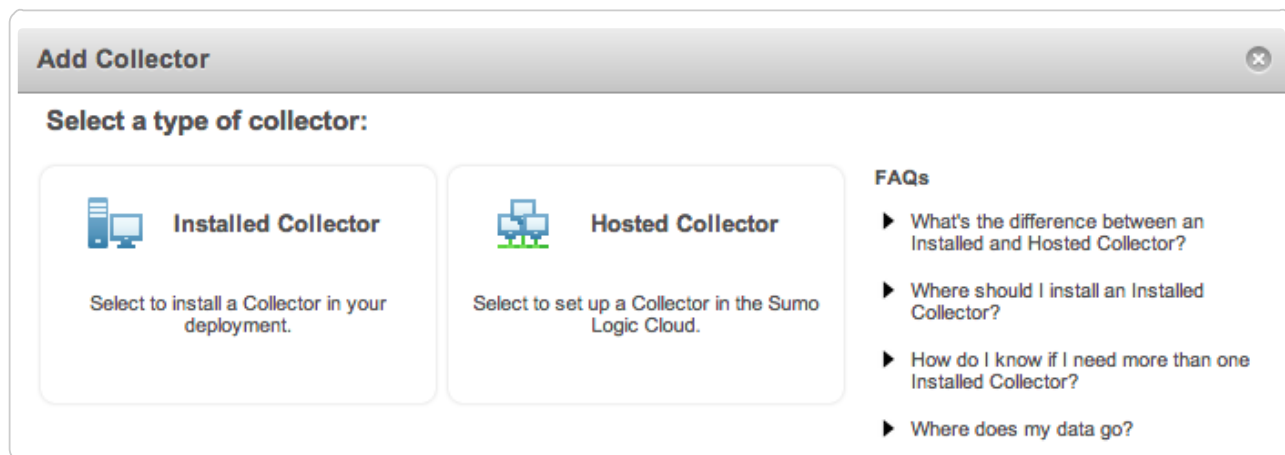 Add Collector
Select a type of collector:
Installed Collector
Select to install a Collector in your
deployment.
Hosted Collector
Select to set up a Collector in the Sumo
Logic Cloud.
FAQs
What's the difference between an
Installed and Hosted Collector?
Where should I install an Installed
Collector?
How do I know if I need more than one
Installed Collector?
Where does my data go?